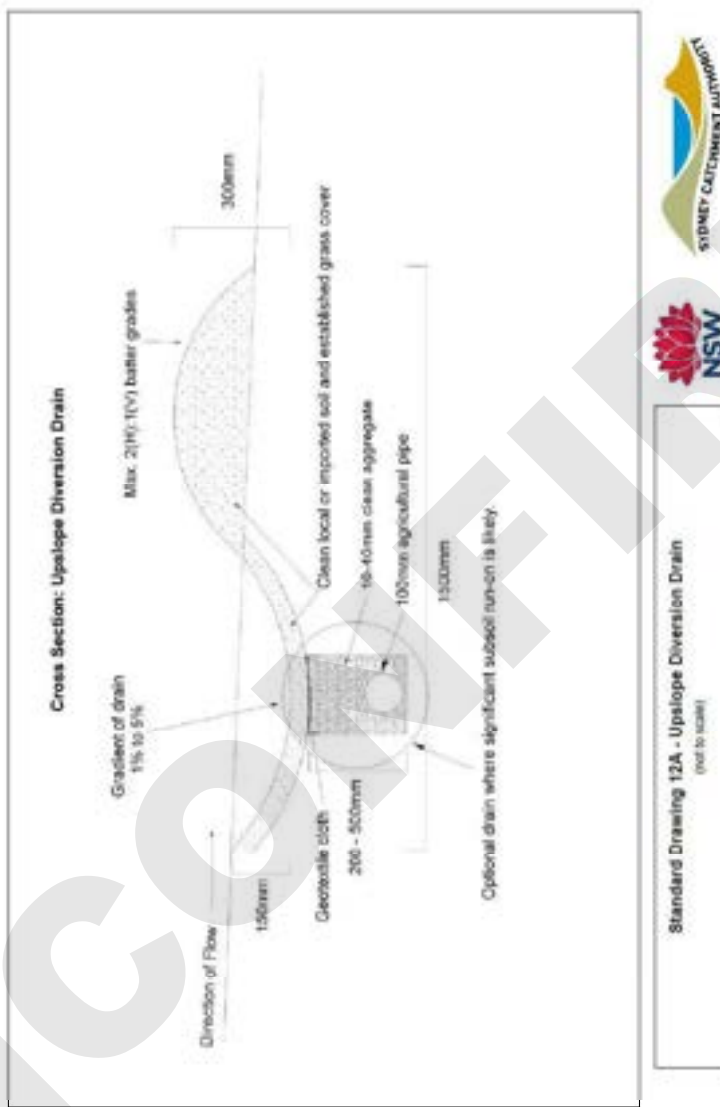 Cross Section: Upslope Diversion Drain
Max. 2(H):1(V) batter grades
Gradient of drain
1% to 5%
Direction of Flow
300mm
150mm
Clean local or imported soil and established grass cover
Geotextile cloth
16-40mm clean aggregate
200 - 500mm
100mm agricultural pipe
1500mm
Optional drain where significant subsoil run-on is likely
Standard Drawing 12A - Upslope Diversion Drain
(not to scale)
NSW
SYDNEY CATCHMENT AUTHORITY